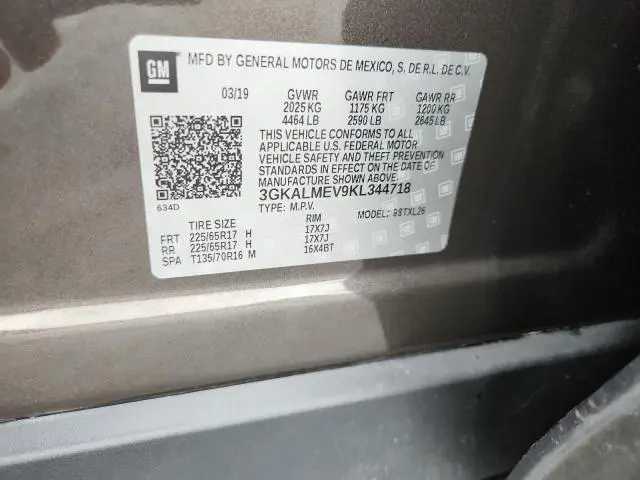 GM
MFD BY GENERAL MOTORS DE MEXICO, S. DE R.L. DE C.V.
03/19 GVWR GAWR FRT GAWR RR
2025 KG 1175 KG 1200 KG
4464 LB 2590 LB 2645 LB
THIS VEHICLE CONFORMS TO ALL
APPLICABLE U.S. FEDERAL MOTOR
VEHICLE SAFETY AND THEFT PREVENTION
STANDARDS IN EFFECT ON THE DATE OF
MANUFACTURE SHOWN ABOVE.
634D 3GKALMEV9KL344718
TYPE: M.P.V. MODEL: 98TXL26
TIRE SIZE RIM
FRT 225/65R17 H 17X7J
RR 225/65R17 H 17X7J
SPA T135/70R16 M 16X4BT